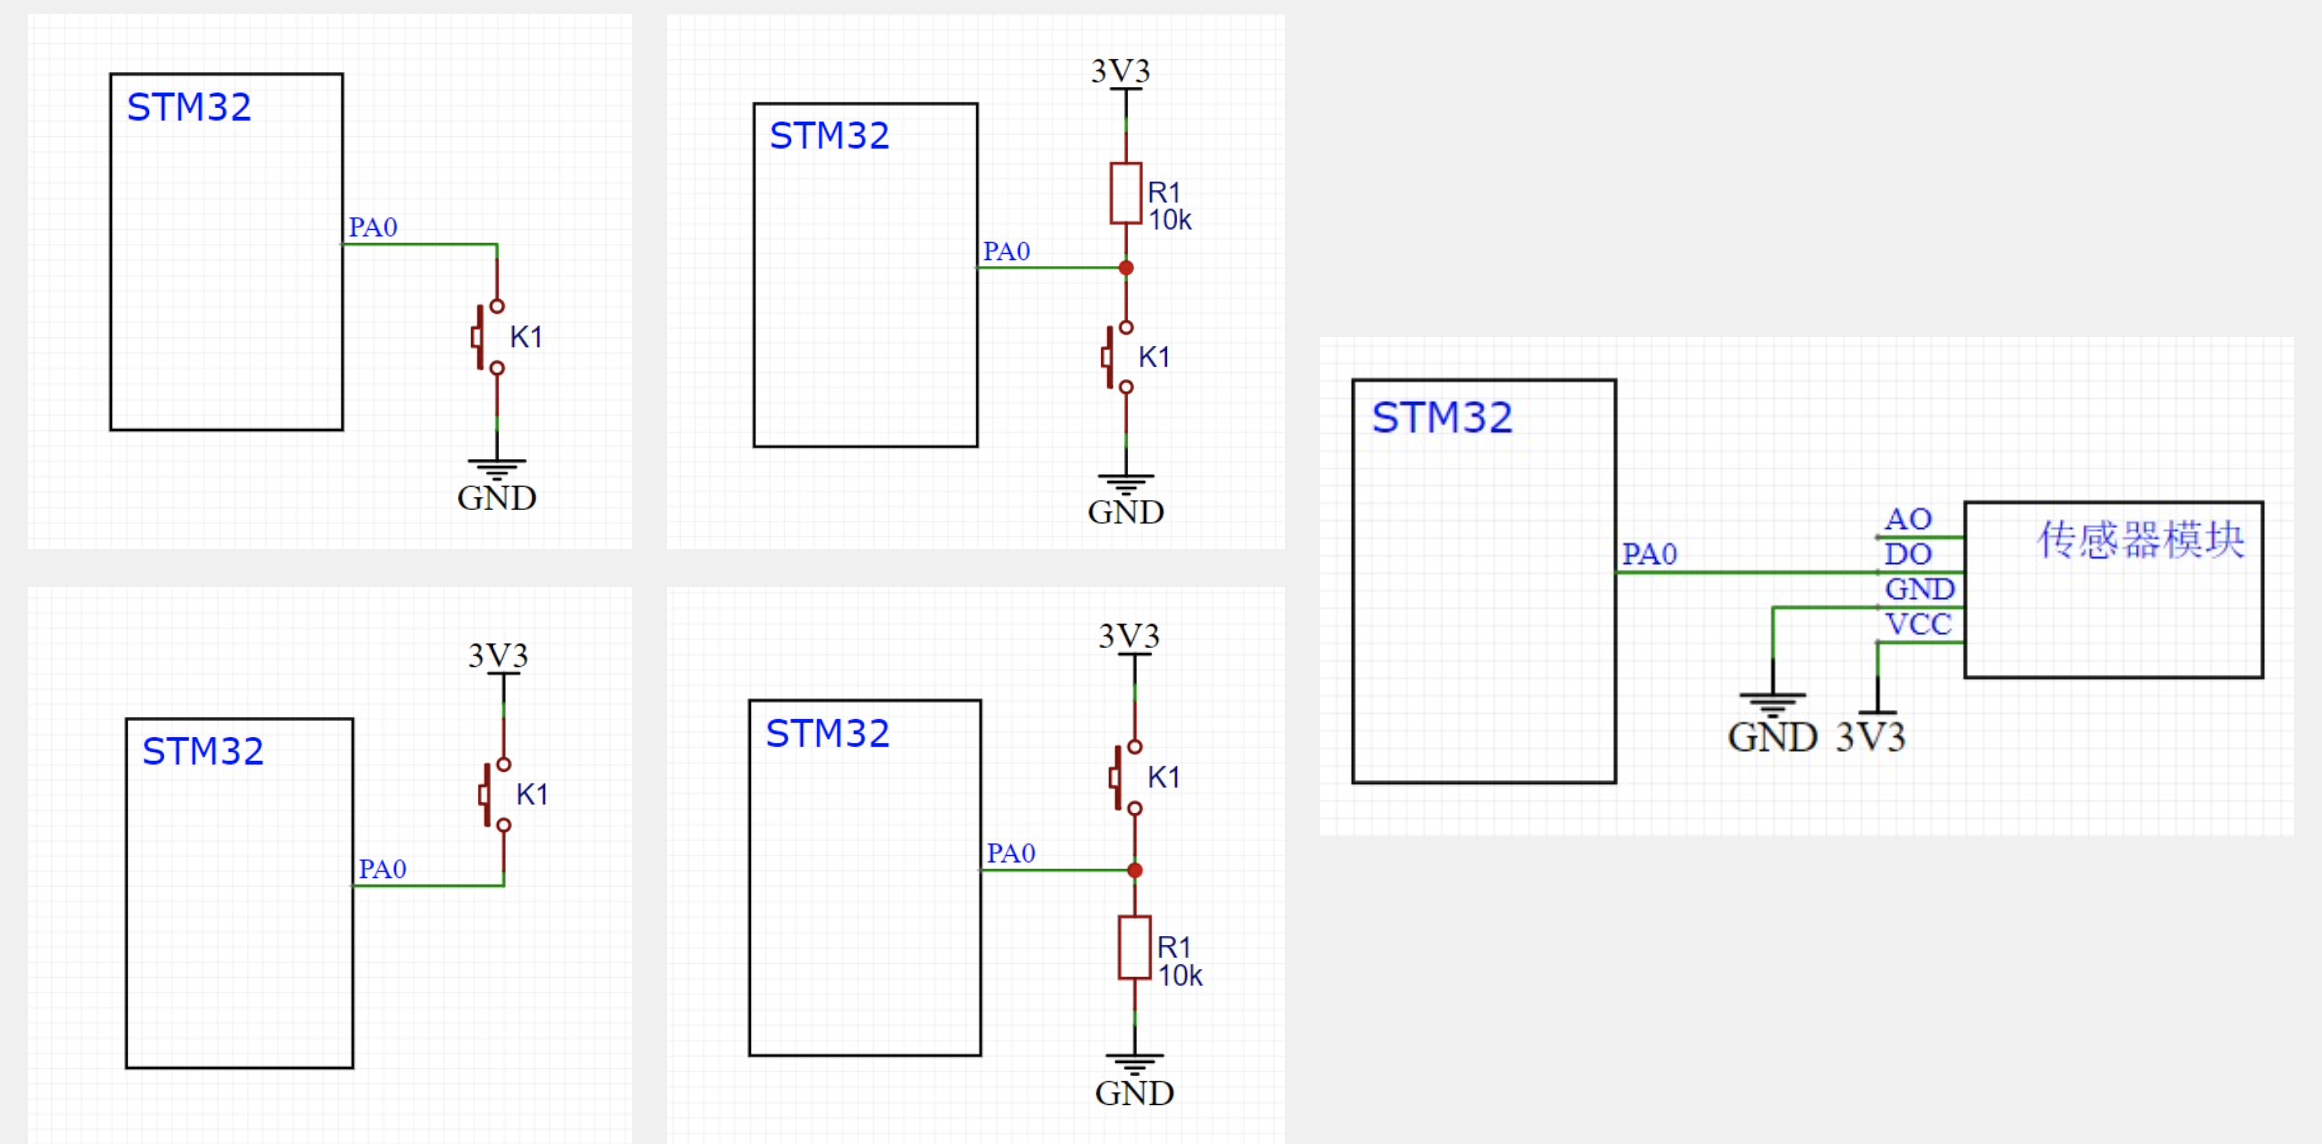 STM32
PA0
K1
GND
3V3
STM32
R1
10k
PA0
K1
GND
3V3
STM32
K1
PA0
3V3
STM32
K1
PA0
R1
10k
GND
STM32
AO
传感器模块
PA0
DO
GND
VCC
GND
3V3